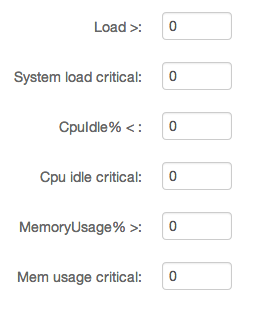 Load >: 0
System load critical: 0
CpuIdle% < : 0
Cpu idle critical: 0
MemoryUsage% >: 0
Mem usage critical: 0